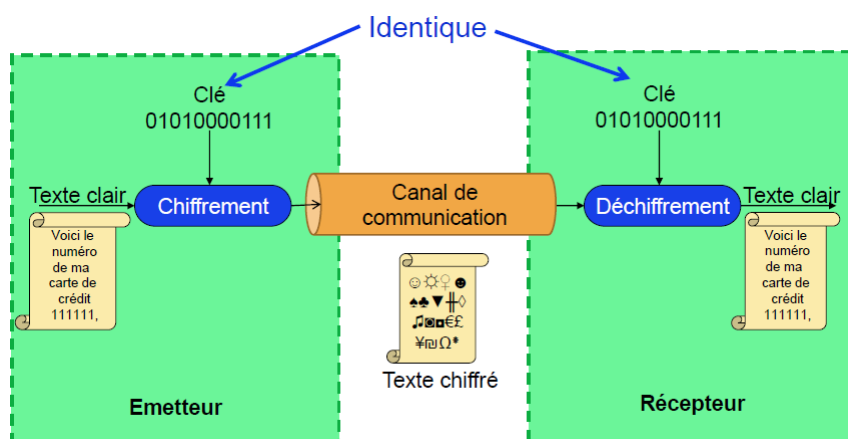 Identique
Clé
01010000111
Clé
01010000111
Texte clair
Chiffrement
Canal de
communication
Déchiffrement
Texte clair
Voici le
numéro
de ma
carte de
crédit
111111,
☺☼♀☻
♠♣▼╫◊
♫◙◘€£
¥₪Ω*
Texte chiffré
Voici le
numéro
de ma
carte de
crédit
111111,
Emetteur
Récepteur